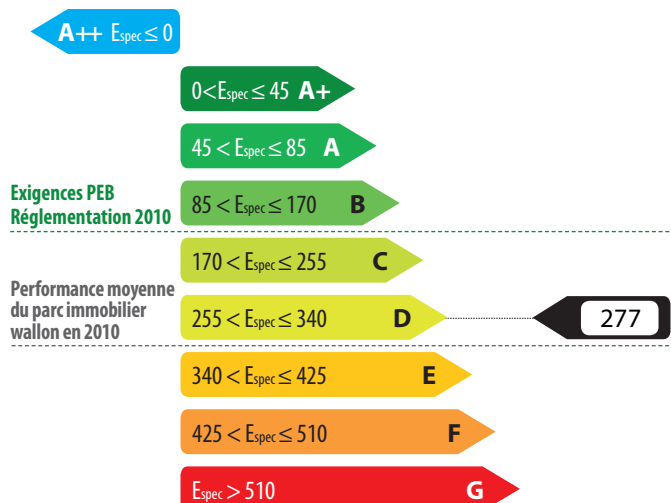 A++ Espec ≤ 0
0<Espec ≤ 45 A+
45 < Espec ≤ 85 A
Exigences PEB
Réglementation 2010
85 < Espec ≤ 170 B
170 < Espec ≤ 255 C
Performance moyenne
du parc immobilier
wallon en 2010
255 < Espec ≤ 340 D
277
340 < Espec ≤ 425 E
425 < Espec ≤ 510 F
Espec > 510 G